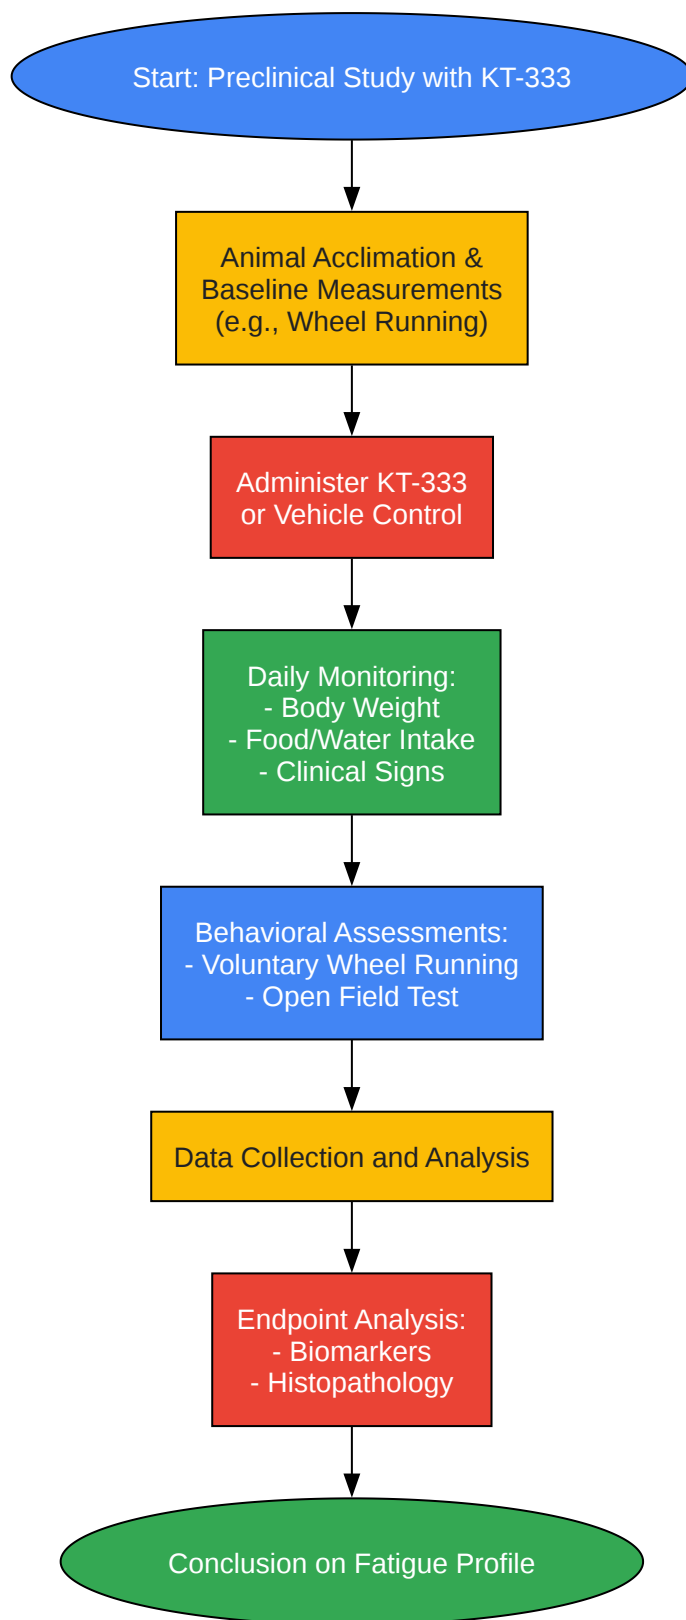 Start: Preclinical Study with KT-333
Animal Acclimation &
Baseline Measurements
(e.g., Wheel Running)
Administer KT-333
or Vehicle Control
Daily Monitoring:
- Body Weight
- Food/Water Intake
- Clinical Signs
Behavioral Assessments:
- Voluntary Wheel Running
- Open Field Test
Data Collection and Analysis
Endpoint Analysis:
- Biomarkers
- Histopathology
Conclusion on Fatigue Profile